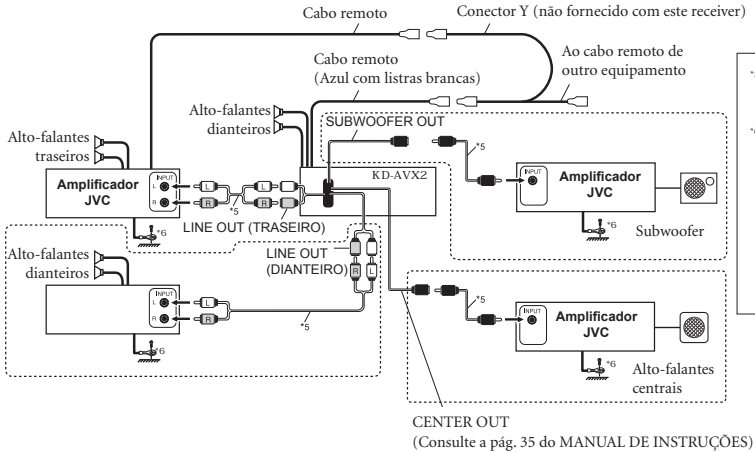 Cabo remoto
Conector Y (não fornecido com este receiver)
Cabo remoto
(Azul com listras brancas)
Ao cabo remoto de
outro equipamento
Alto-falantes
dianteiros
SUBWOOFER OUT
*5
Alto-falantes
traseiros
KD-AVX2
Amplificador
JVC
INPUT
L
R
L
R
L
R
*5
LINE OUT (TRASEIRO)
*6
INPUT
Amplificador
JVC
*6
Subwoofer
Alto-falantes
dianteiros
LINE OUT
(DIANTEIRO)
R
L
INPUT
L
R
L
R
*5
*6
*5
INPUT
Amplificador
JVC
*6
Alto-falantes
centrais
CENTER OUT
(Consulte a pág. 35 do MANUAL DE INSTRUÇÕES)